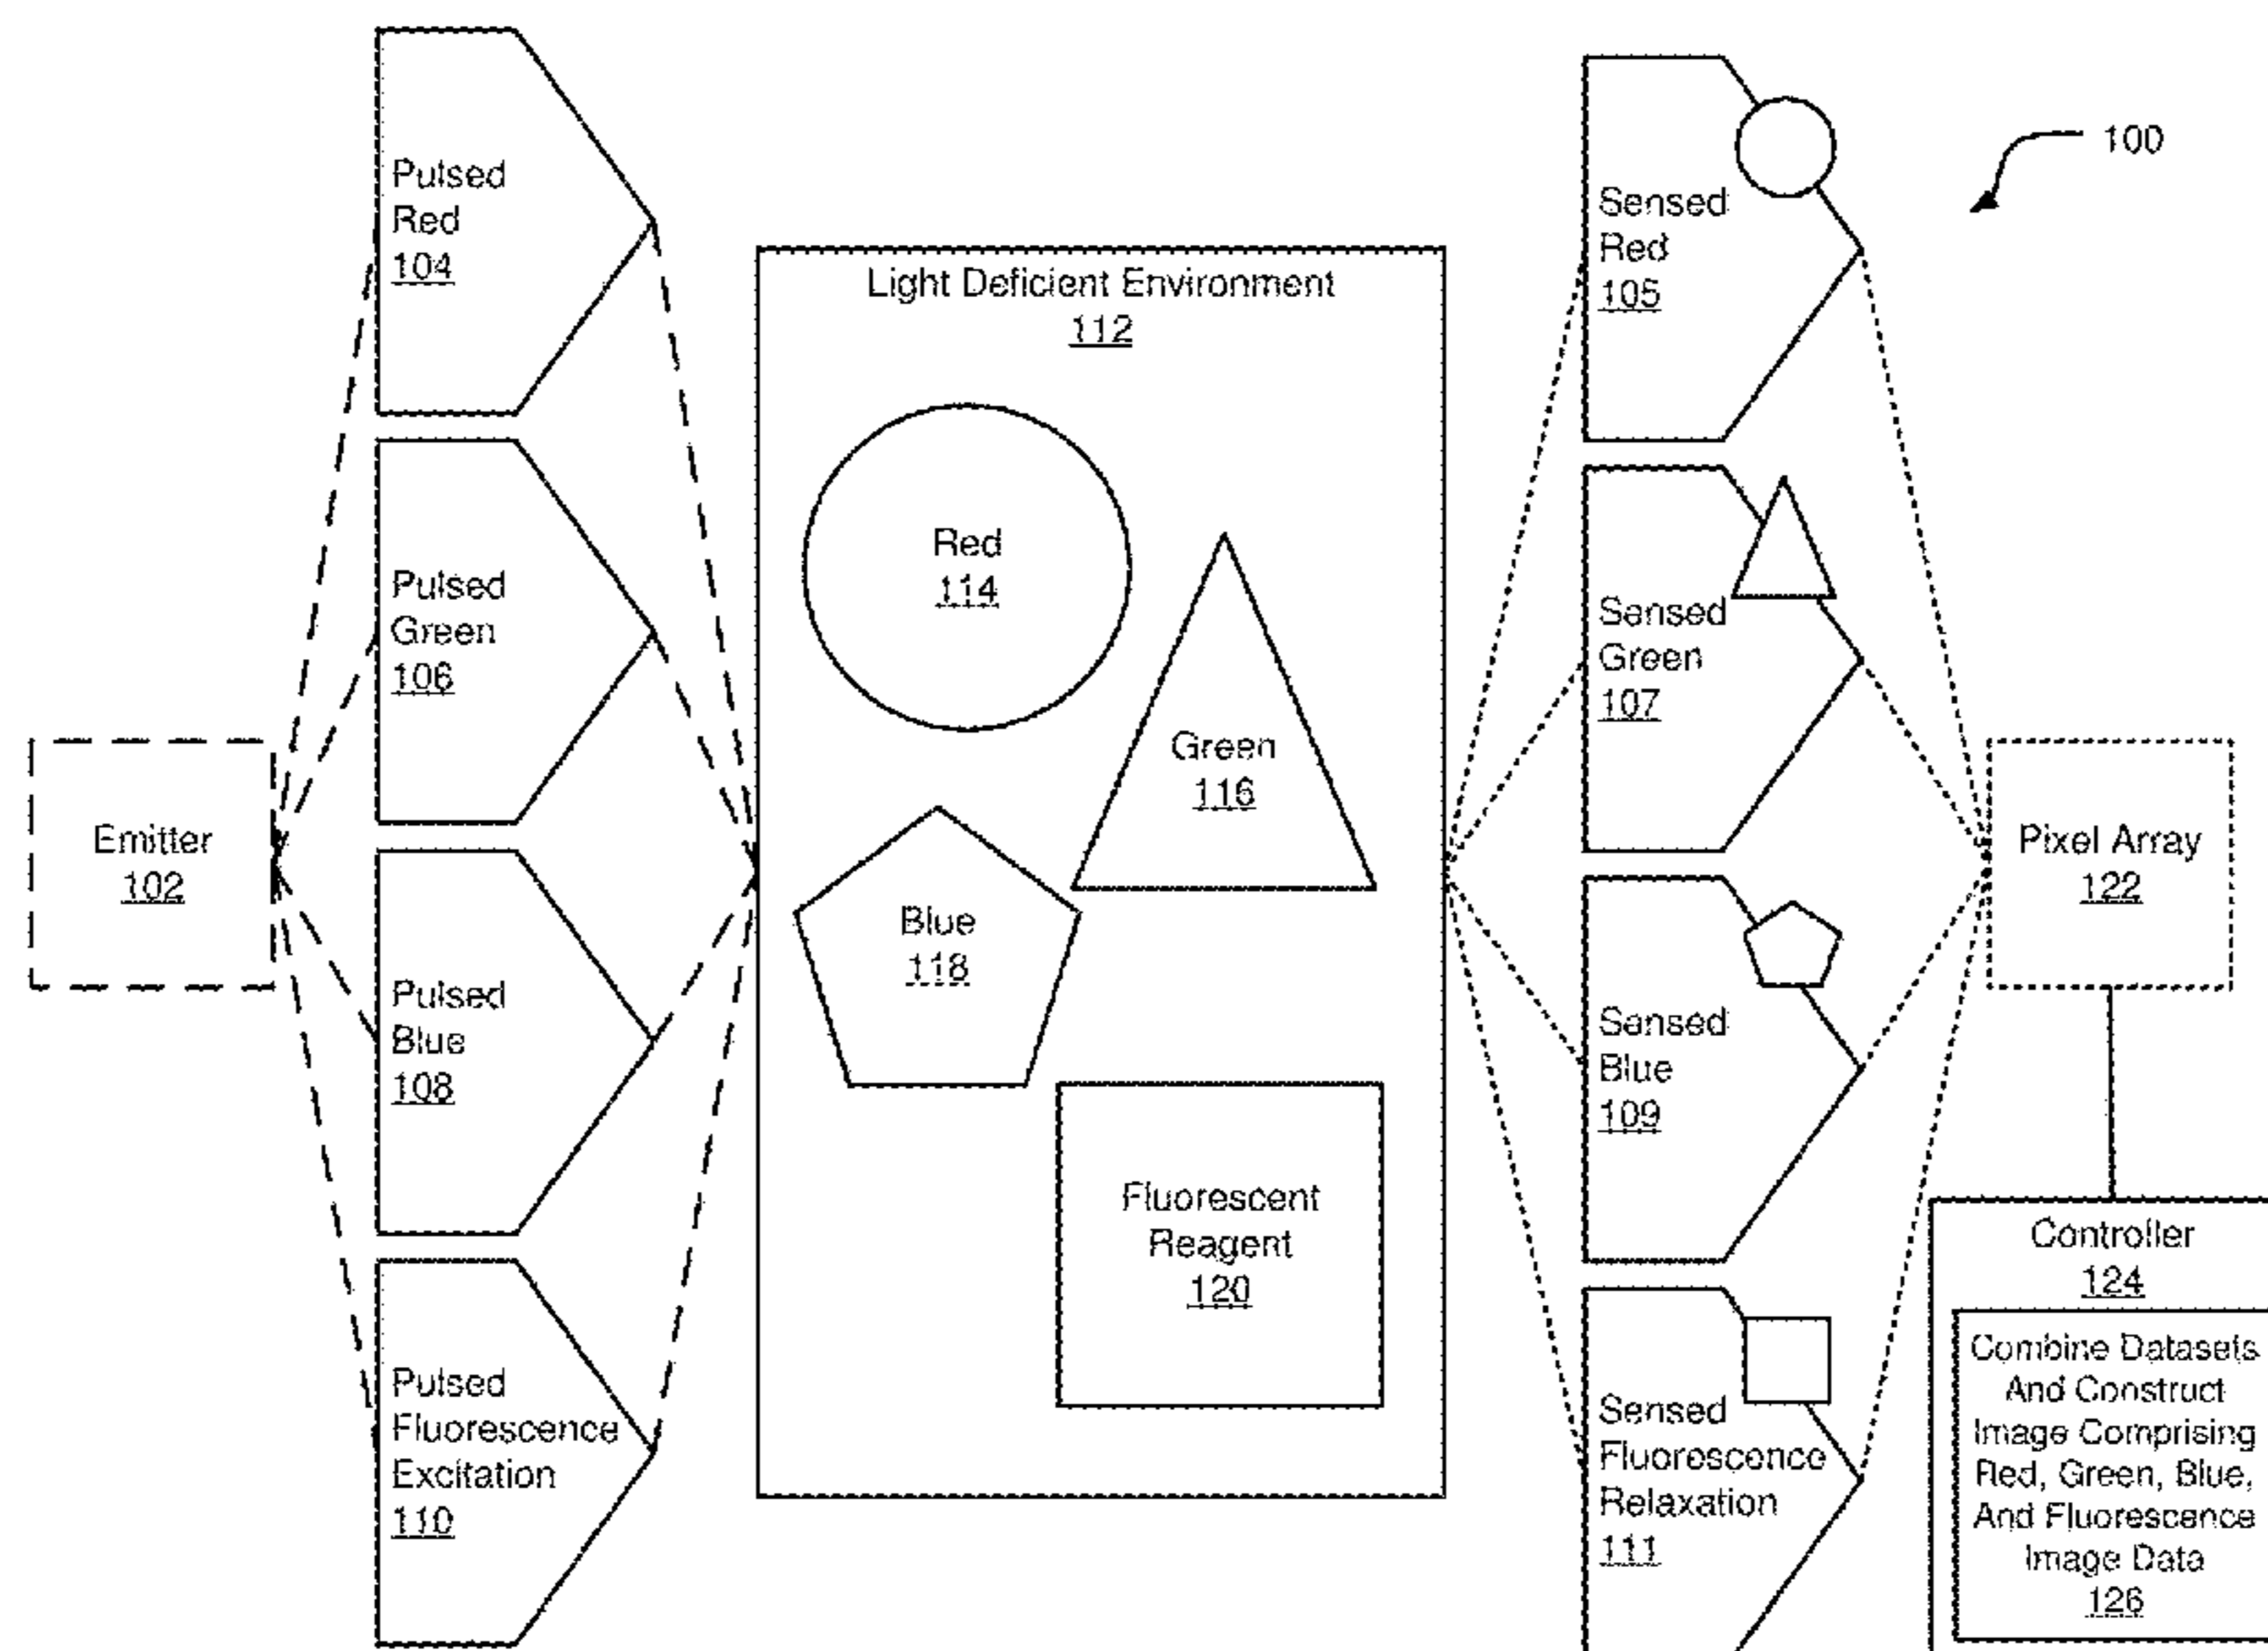 Pulsed
Red
104
Pulsed
Green
106
Emitter
102
Pulsed
Blue
108
Pulsed
Fluorescence
Excitation
110
Light Deficient Environment
112
Red
114
Green
116
Blue
118
Fluorescent
Reagent
120
Sensed
Red
105
100
Sensed
Green
107
Sensed
Blue
109
Sensed
Fluorescence
Relaxation
111
Pixel Array
122
Controller
124
Combine Datasets
And Construct
Image Comprising
Red, Green, Blue,
And Fluorescence
Image Data
126